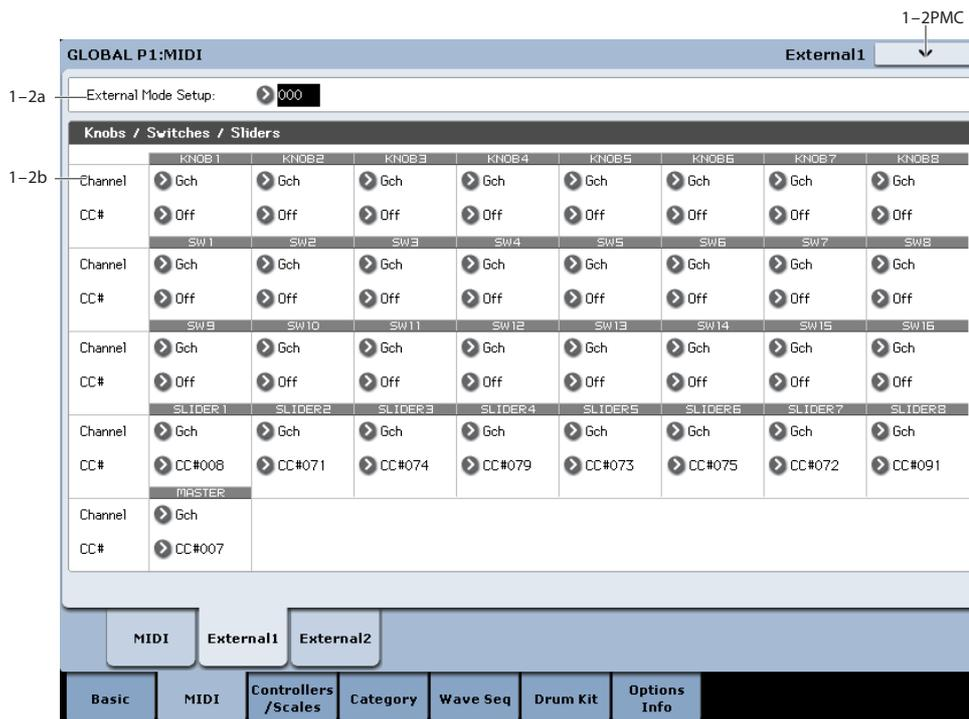 1–2PMC
GLOBAL P1:MIDI External1
1–2a External Mode Setup: 000
Knobs / Switches / Sliders
KNOB1 KNOB2 KNOB3 KNOB4 KNOB5 KNOB6 KNOB7 KNOB8
1–2b Channel Gch Gch Gch Gch Gch Gch Gch Gch
CC# Off Off Off Off Off Off Off Off
SW1 SW2 SW3 SW4 SW5 SW6 SW7 SW8
Channel Gch Gch Gch Gch Gch Gch Gch Gch
CC# Off Off Off Off Off Off Off Off
SW9 SW10 SW11 SW12 SW13 SW14 SW15 SW16
Channel Gch Gch Gch Gch Gch Gch Gch Gch
CC# Off Off Off Off Off Off Off Off
SLIDER1 SLIDER2 SLIDER3 SLIDER4 SLIDER5 SLIDER6 SLIDER7 SLIDER8
Channel Gch Gch Gch Gch Gch Gch Gch Gch
CC# CC#008 CC#071 CC#074 CC#079 CC#073 CC#075 CC#072 CC#091
MASTER
Channel Gch
CC# CC#007
MIDI External1 External2
Basic MIDI Controllers /Scales Category Wave Seq Drum Kit Options Info